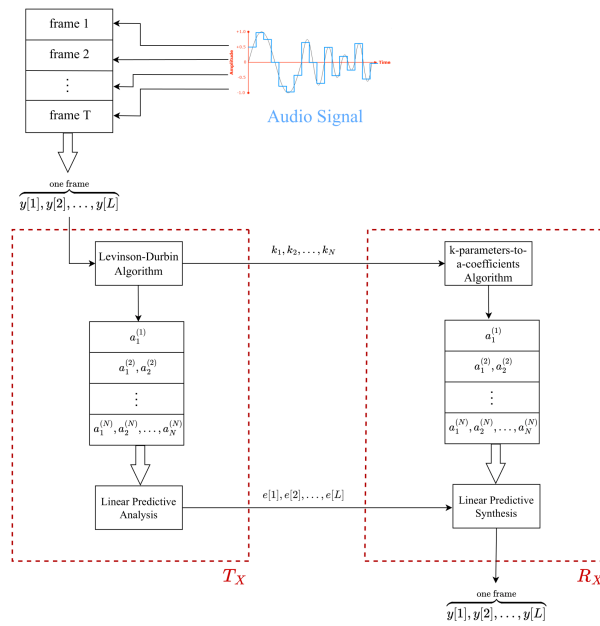 frame 1
frame 2
⋮
frame T
Amplitude
+1.0
+0.5
0
-0.5
-1.0
Time
Audio Signal
one frame
y[1], y[2], . . . , y[L]
Levinson-Durbin
Algorithm
k₁, k₂, . . . , k_N
k-parameters-to-
a-coefficients
Algorithm
a₁⁽¹⁾
a₁⁽²⁾, a₂⁽²⁾
⋮
a₁⁽ᴺ⁾, a₂⁽ᴺ⁾, . . . , a_N⁽ᴺ⁾
a₁⁽¹⁾
a₁⁽²⁾, a₂⁽²⁾
⋮
a₁⁽ᴺ⁾, a₂⁽ᴺ⁾, . . . , a_N⁽ᴺ⁾
Linear Predictive
Analysis
e[1], e[2], . . . , e[L]
Linear Predictive
Synthesis
T_X
R_X
one frame
y[1], y[2], . . . , y[L]